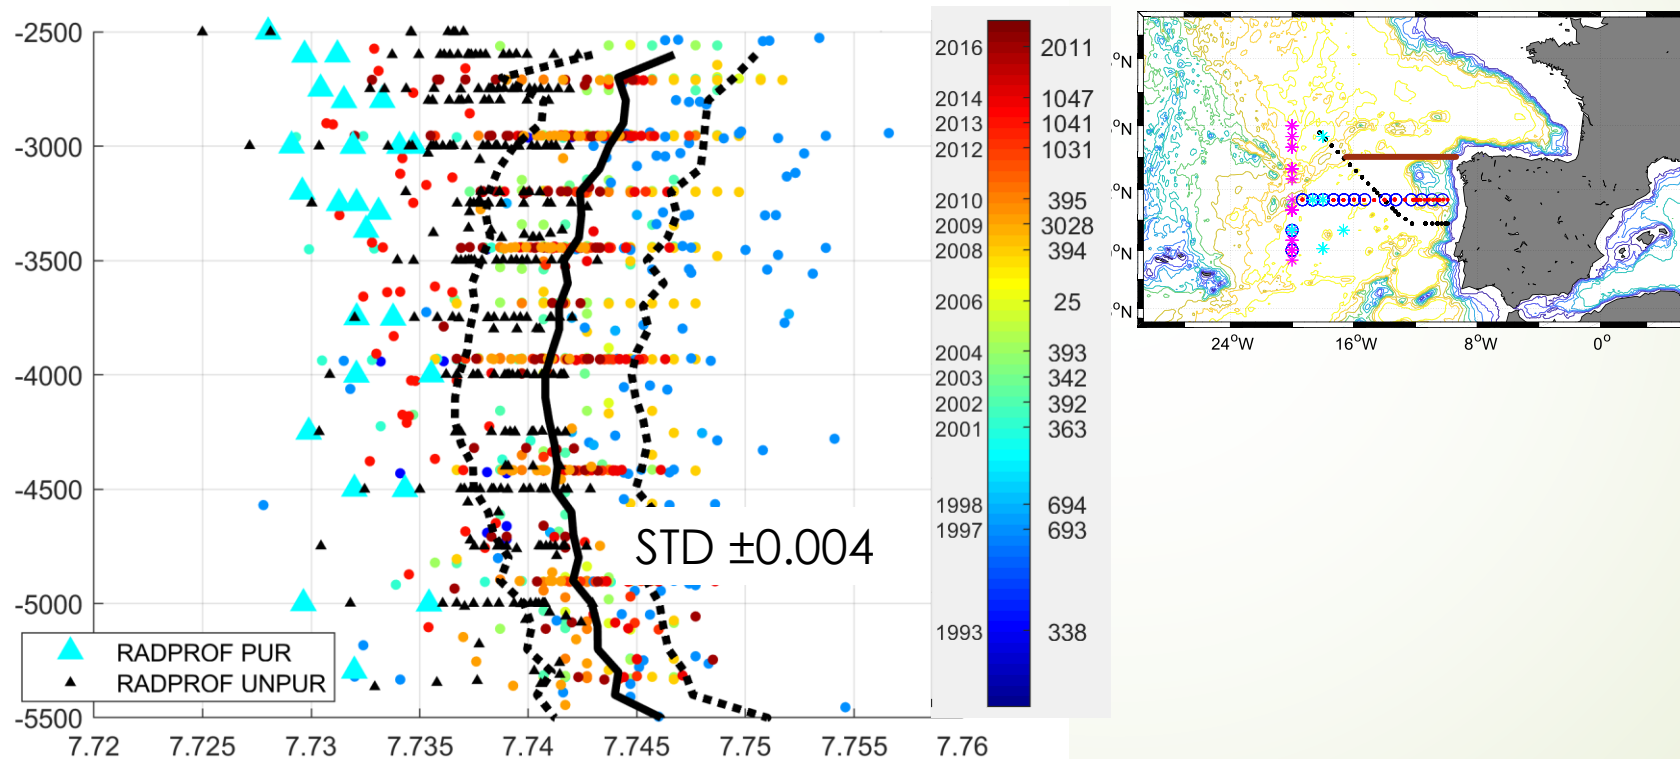 -2500
-3000
-3500
-4000
-4500
-5000
-5500
7.72 7.725 7.73 7.735 7.74 7.745 7.75 7.755 7.76
RADPROF PUR
RADPROF UNPUR
STD ±0.004
2016 2011
2014 1047
2013 1041
2012 1031
2010 395
2009 3028
2008 394
2006 25
2004 393
2003 342
2002 392
2001 363
1998 694
1997 693
1993 338
°N
°N
°N
°N
°N
24°W 16°W 8°W 0°